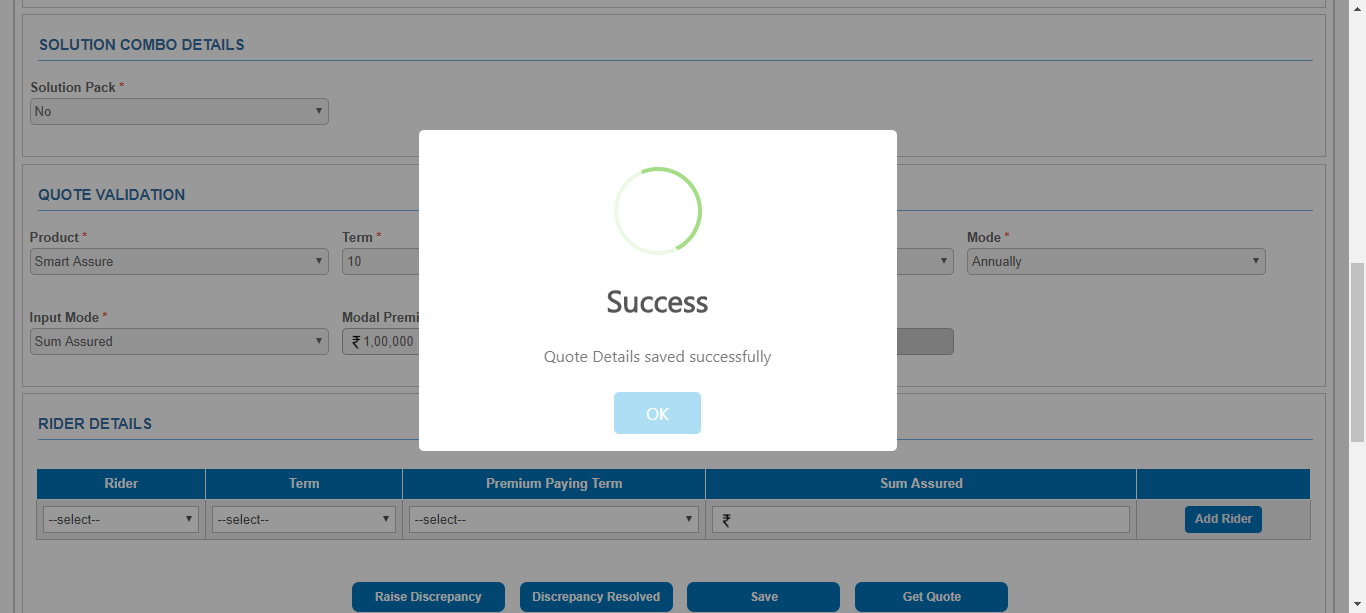 SOLUTION COMBO DETAILS
Solution Pack *
No
QUOTE VALIDATION
Product * Term * Mode *
Smart Assure 10 Annually
Input Mode * Modal Premi
Sum Assured ₹ 1,00,000
Success
Quote Details saved successfully
OK
RIDER DETAILS
Rider Term Premium Paying Term Sum Assured
--select-- --select-- --select-- ₹ Add Rider
Raise Discrepancy Discrepancy Resolved Save Get Quote